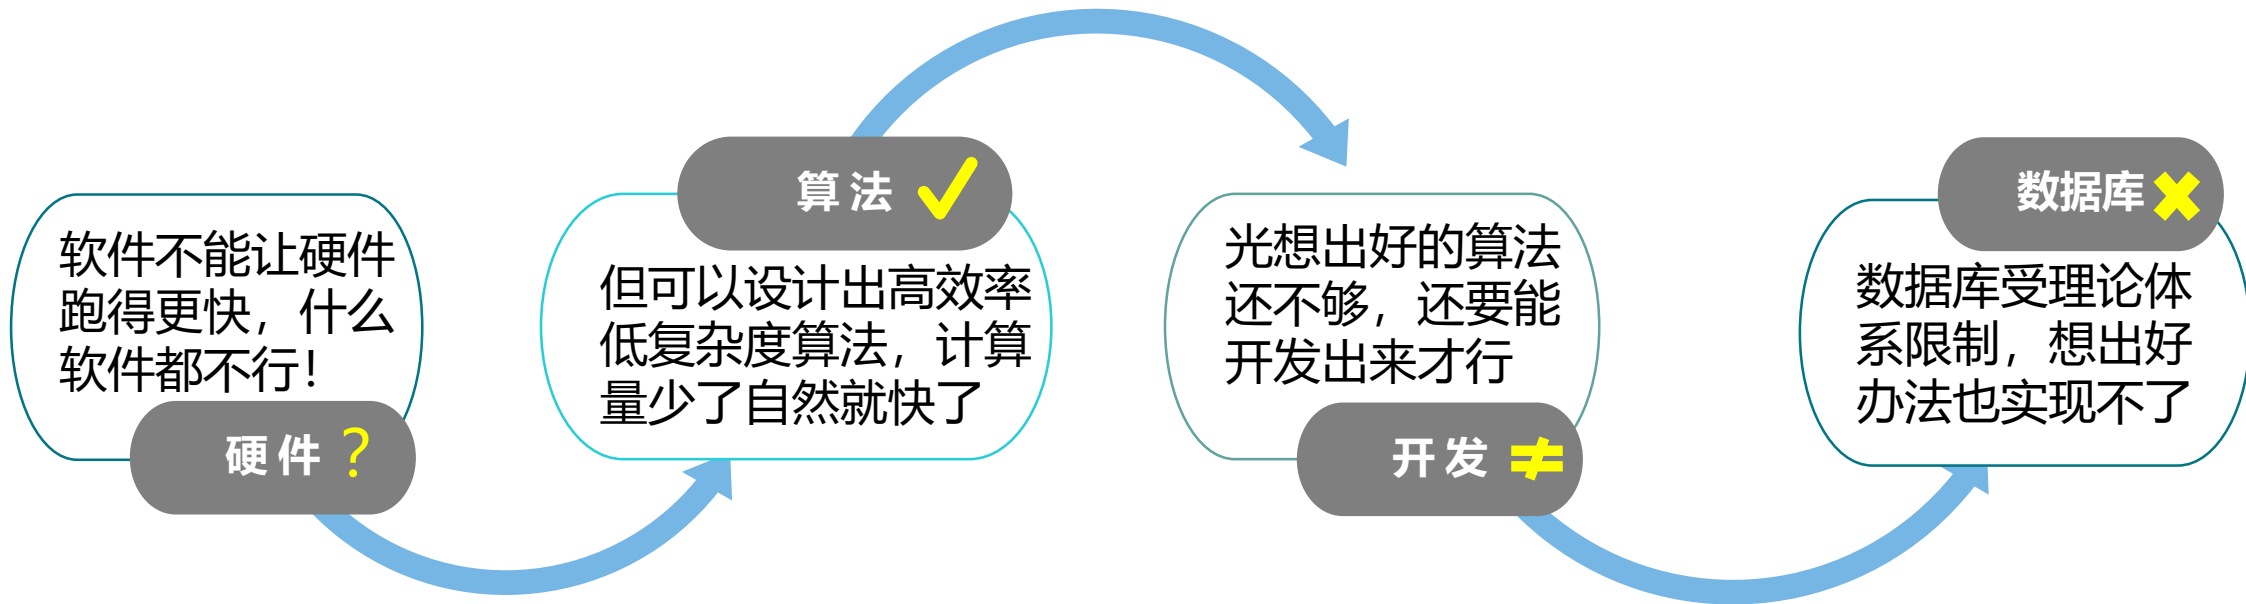 软件不能让硬件
跑得更快，什么
软件都不行！
硬件？
算法
但可以设计出高效率
低复杂度算法，计算
量少了自然就快了
光想出好的算法
还不够，还要能
开发出来才行
开发 ≠
数据库
数据库受理论体
系限制，想出好
办法也实现不了